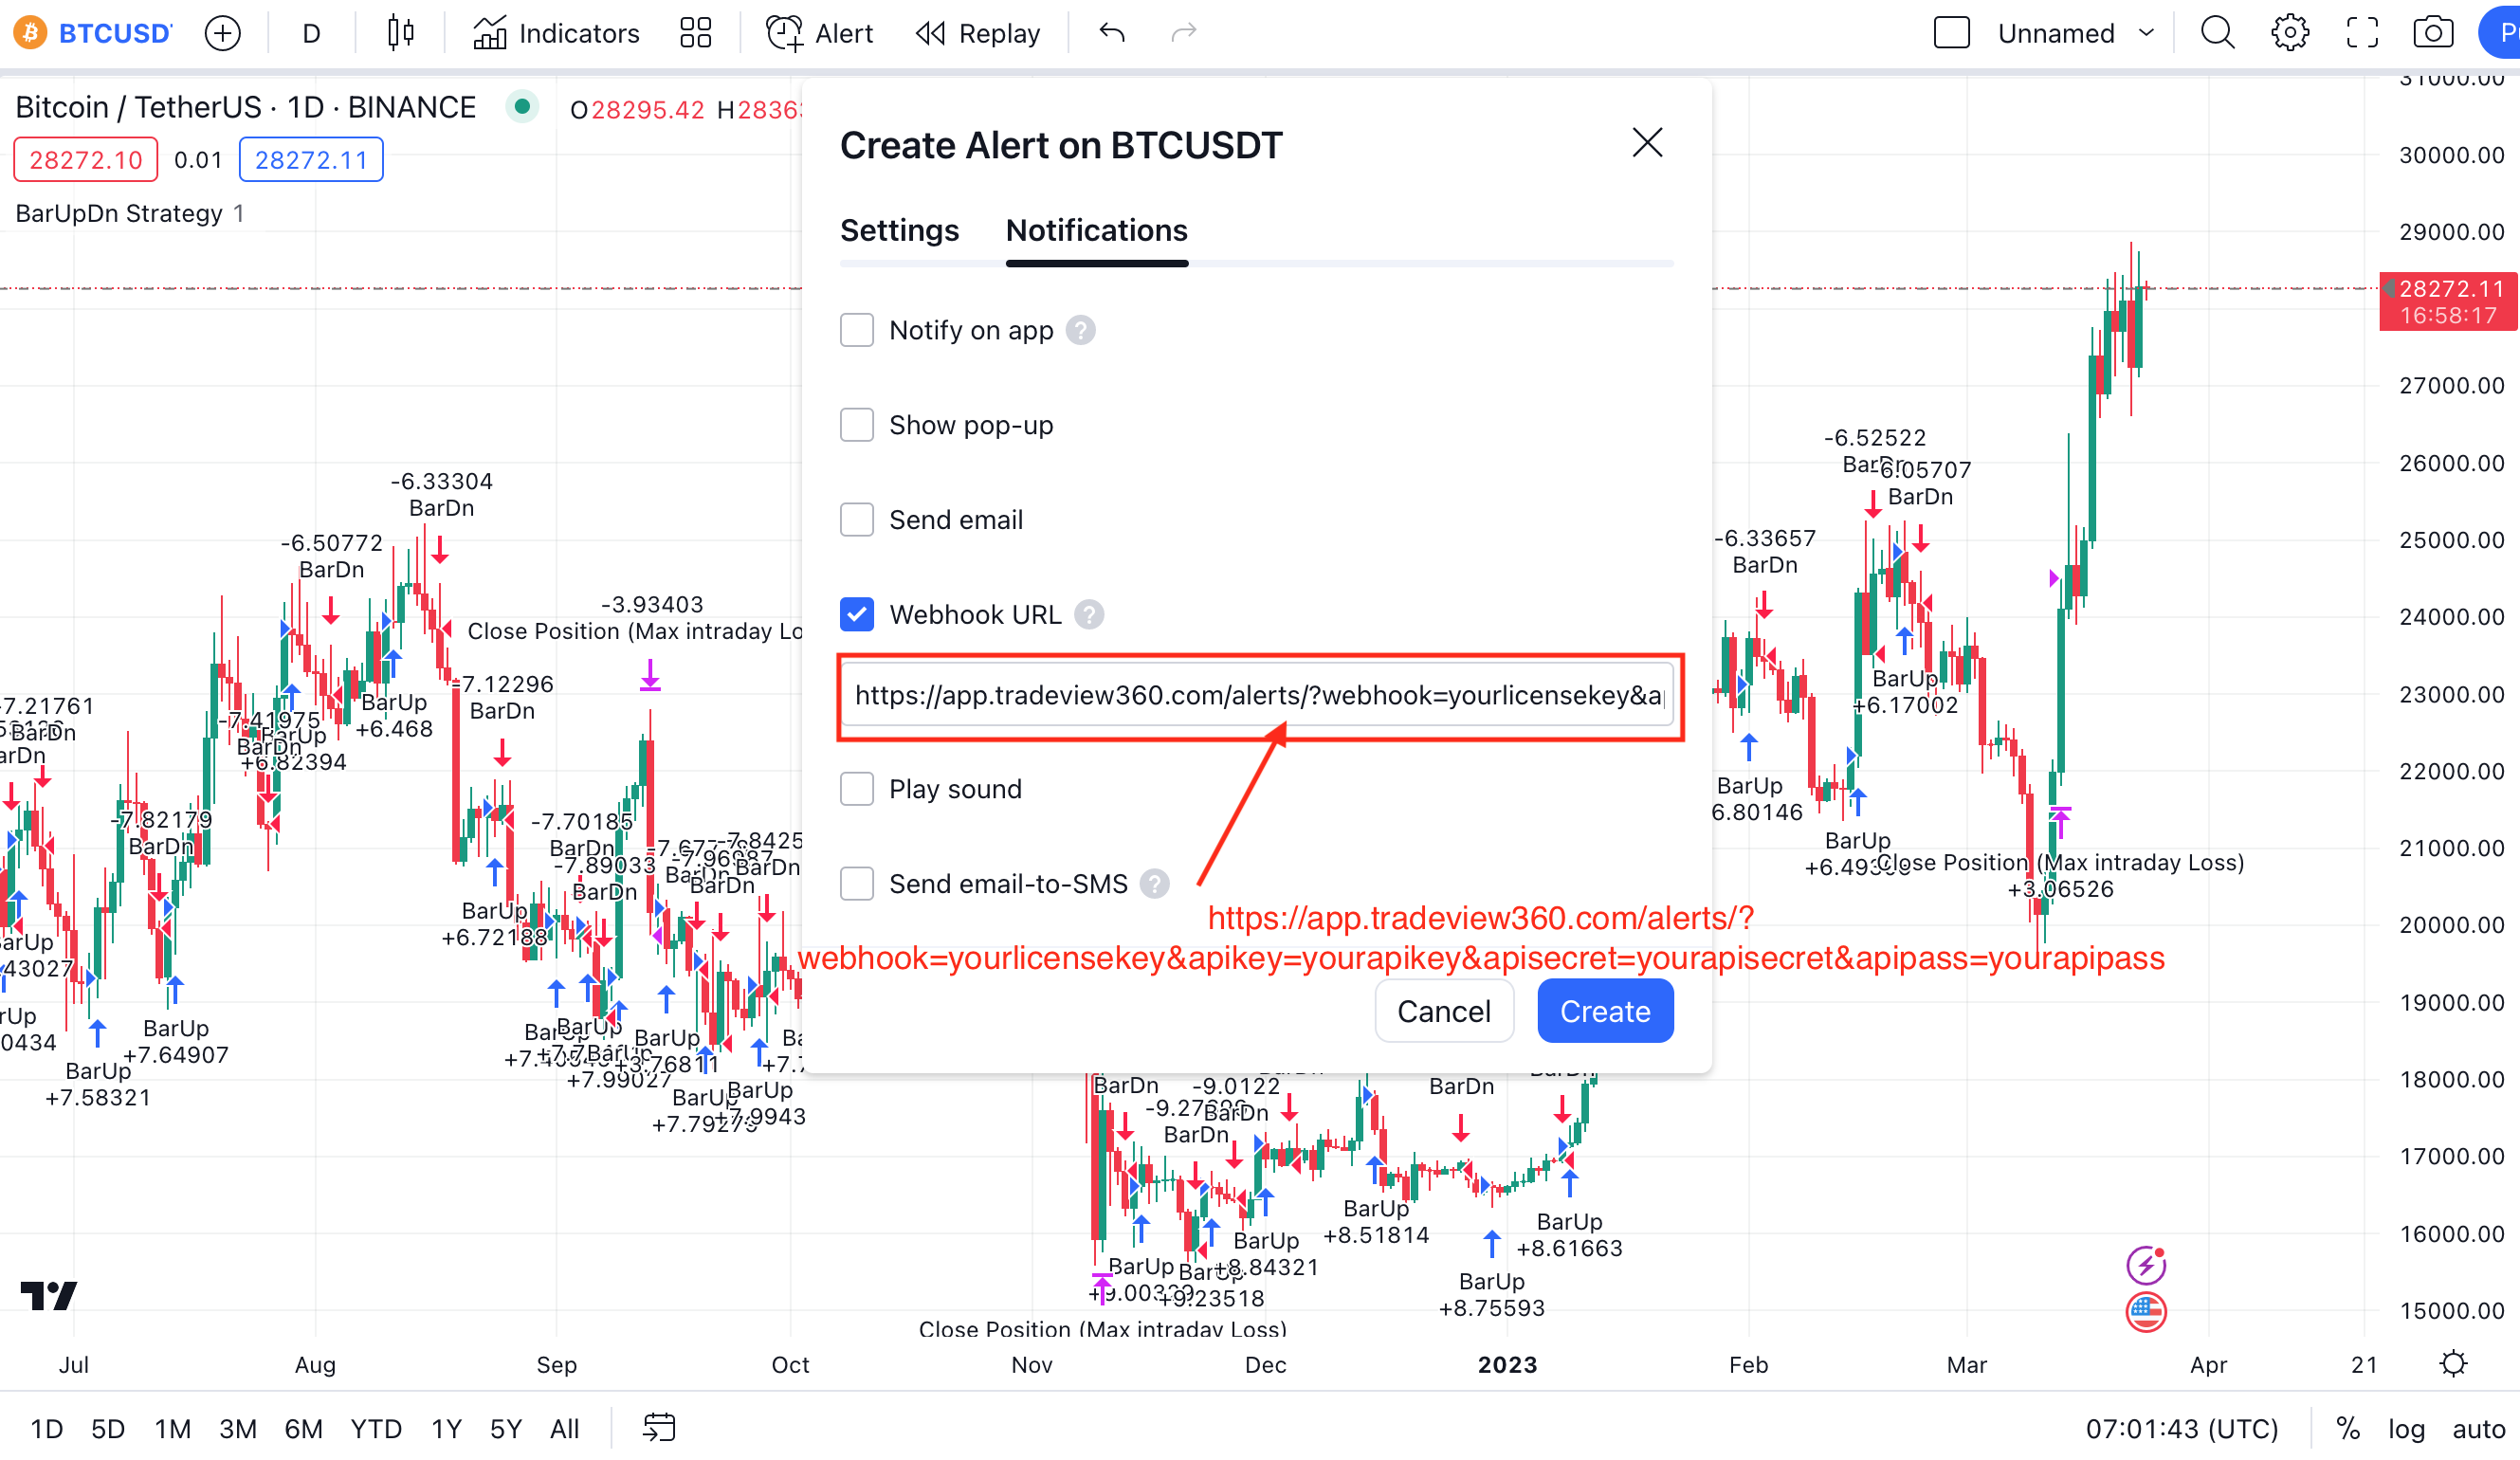 BTCUSD
D
Indicators
Alert
Replay
Unnamed
Bitcoin / TetherUS · 1D · BINANCE
O28295.42 H2836
28272.10 0.01 28272.11
BarUpDn Strategy 1
Create Alert on BTCUSDT
Settings Notifications
Notify on app ?
Show pop-up
Send email
Webhook URL ?
https://app.tradeview360.com/alerts/?webhook=yourlicensekey&a
Play sound
Send email-to-SMS ?
https://app.tradeview360.com/alerts/?
webhook=yourlicensekey&apikey=yourapikey&apisecret=yourapisecret&apipass=yourapipass
Cancel Create
-6.33304
BarDn
-6.50772
BarDn
-3.93403
Close Position (Max intraday Lo
-7.12296
BarDn
BarUp
+6.468
-7.21761
BarDn
-7.41975
BarDn
BarUp
+6.82394
-7.82179
BarDn
-7.70185
BarDn
-7.89033
BarDn
BarDn
BarDn
BarUp
+6.72188
BarUp
+7.64907
BarUp
+7.58321
BarUp
BarUp
+3.76811
+7.99027
BarUp
BarUp
+7.9943
-6.52522
-6.05707
BarDn
-6.33657
BarDn
BarUp
+6.17002
BarUp
6.80146
BarUp
Close Position (Max intraday Loss)
+3.06526
BarDn
-9.0122
BarDn
BarDn
BarDn
BarUp
BarUp
+8.84321
+9.23518
BarUp
+8.51814
BarUp
+8.61663
BarUp
+8.75593
Close Position (Max intraday Loss)
31000.00
30000.00
29000.00
28272.11
16:58:17
27000.00
26000.00
25000.00
24000.00
23000.00
22000.00
21000.00
20000.00
19000.00
18000.00
17000.00
16000.00
15000.00
Jul Aug Sep Oct Nov Dec 2023 Feb Mar Apr 21
1D 5D 1M 3M 6M YTD 1Y 5Y All
07:01:43 (UTC) % log auto